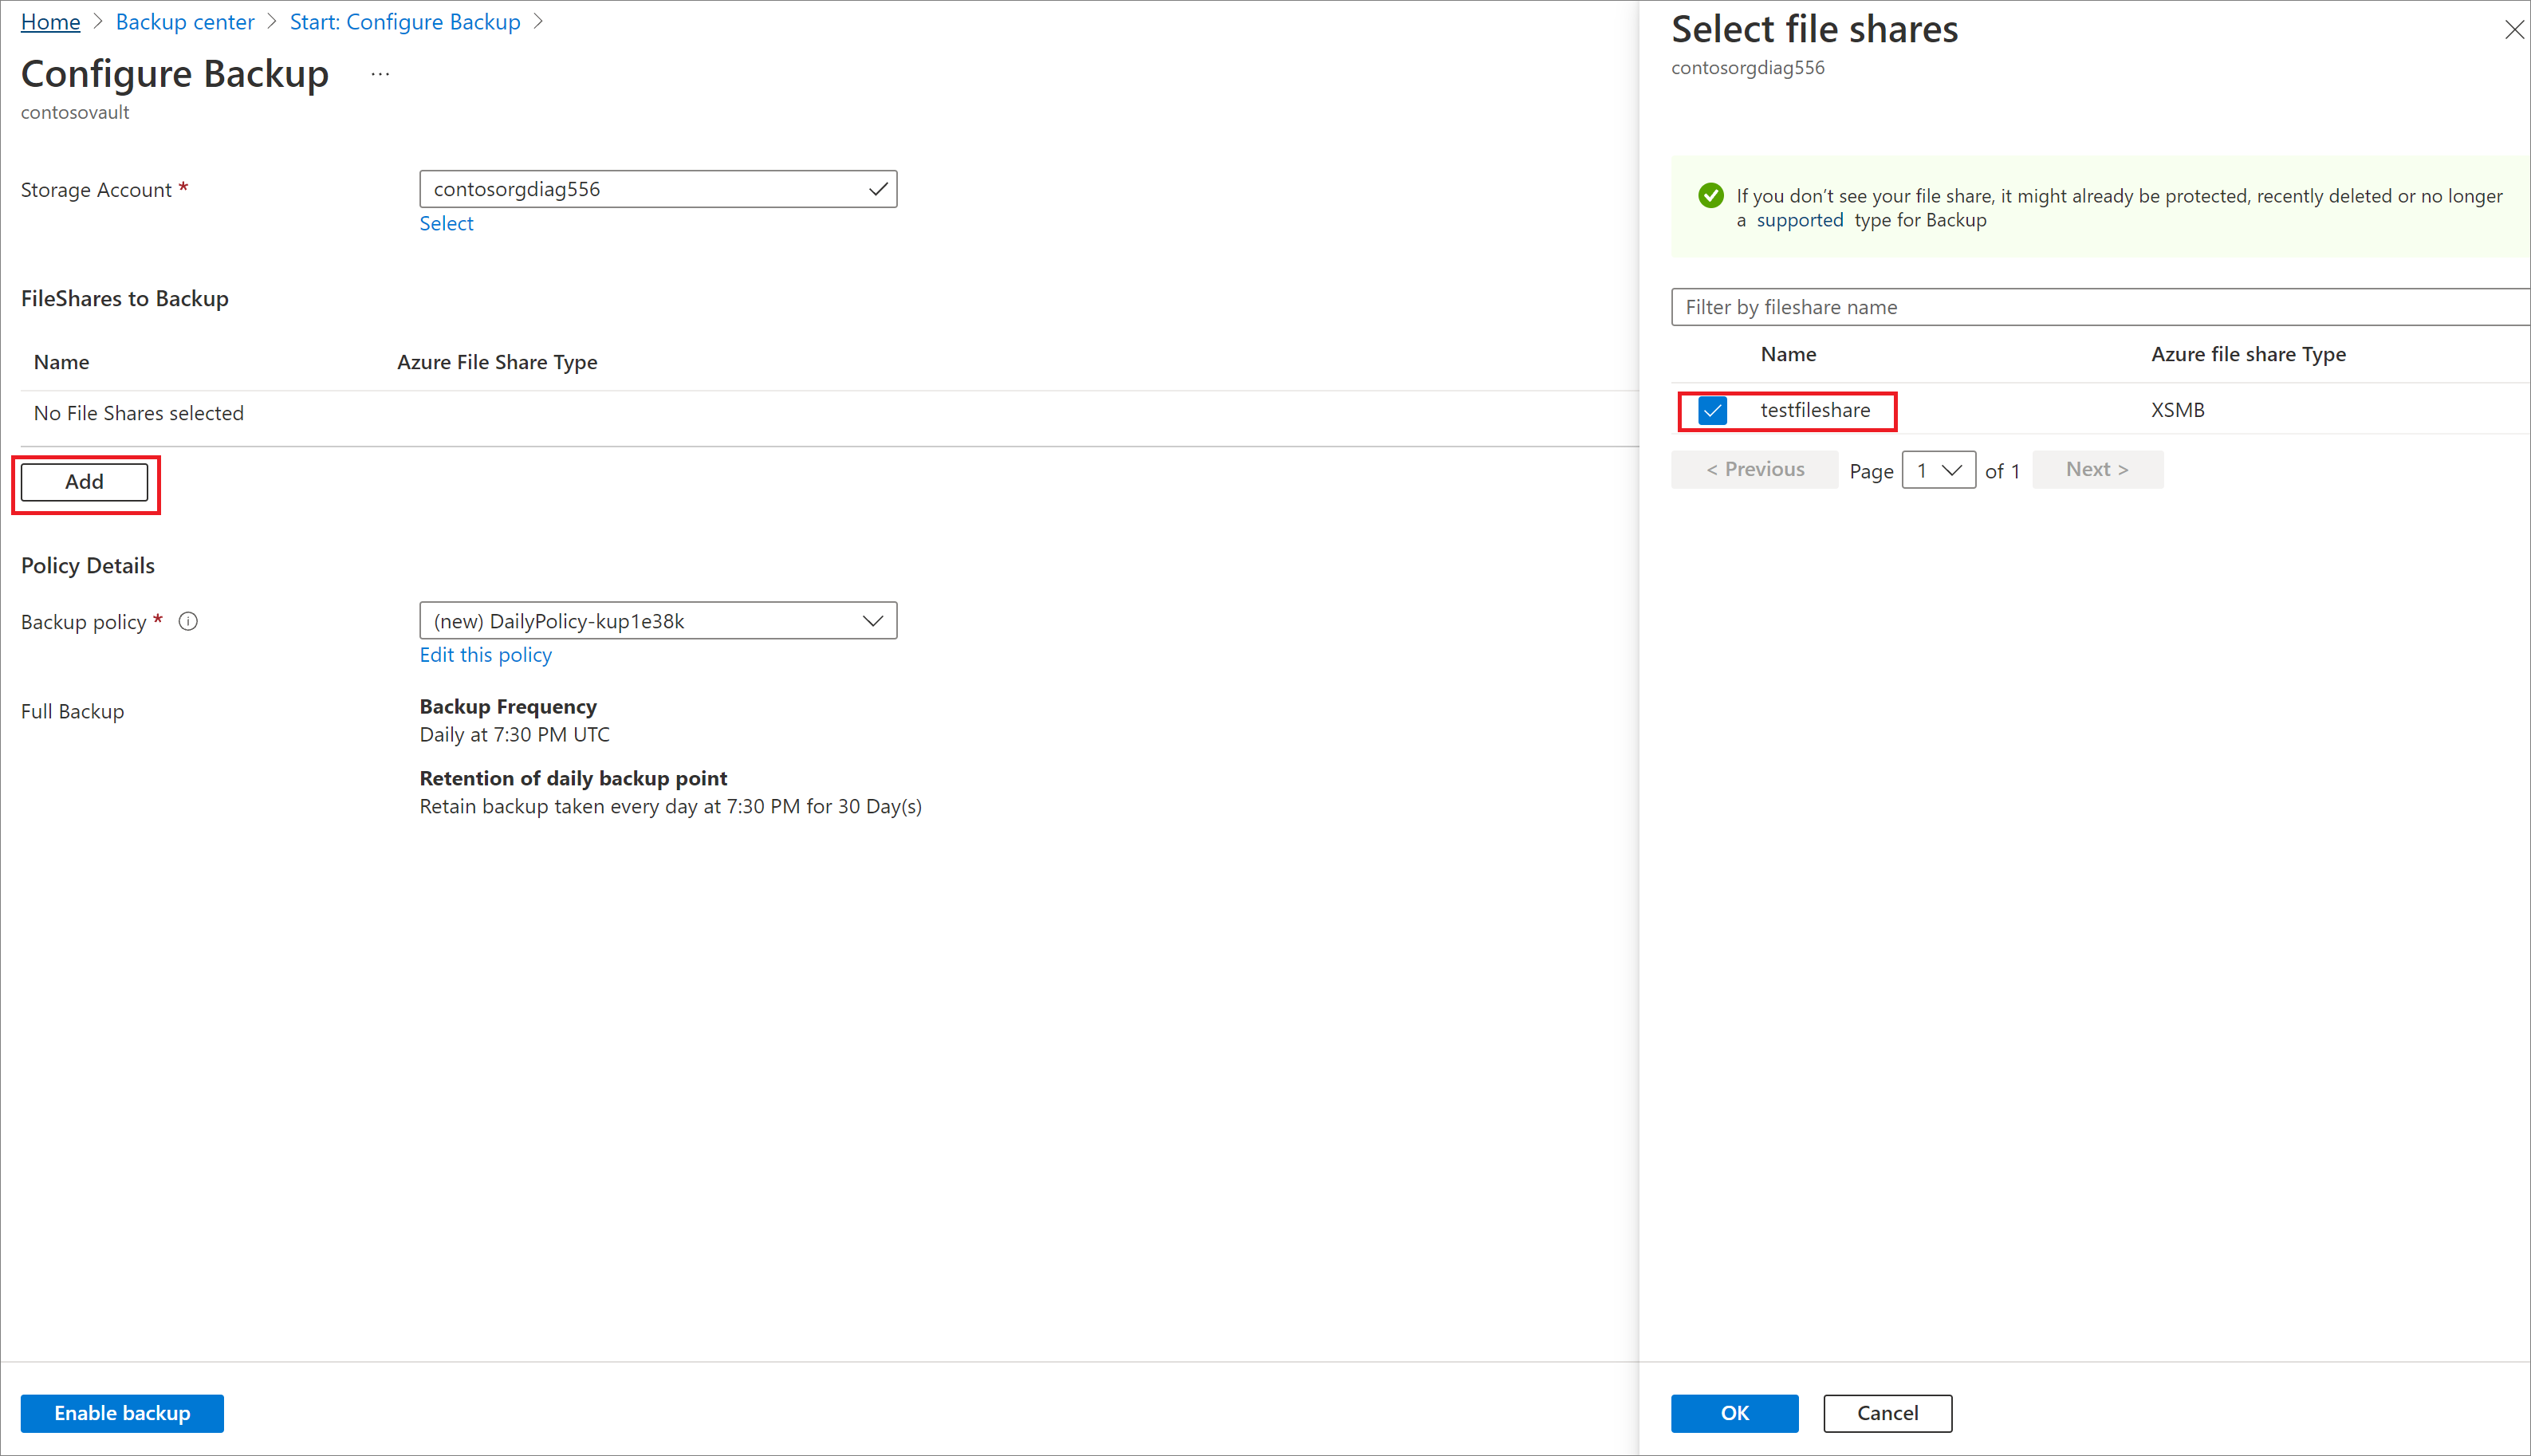 Home > Backup center > Start: Configure Backup >
Configure Backup ...
contosovault
Storage Account *
contosorgdiag556
Select
FileShares to Backup
Name Azure File Share Type
No File Shares selected
Add
Policy Details
Backup policy *
(new) DailyPolicy-kup1e38k
Edit this policy
Full Backup
Backup Frequency
Daily at 7:30 PM UTC
Retention of daily backup point
Retain backup taken every day at 7:30 PM for 30 Day(s)
Enable backup
Select file shares
contosorgdiag556
If you don’t see your file share, it might already be protected, recently deleted or no longer
a supported type for Backup
Filter by fileshare name
Name Azure file share Type
testfileshare XSMB
< Previous Page 1 of 1 Next >
OK Cancel